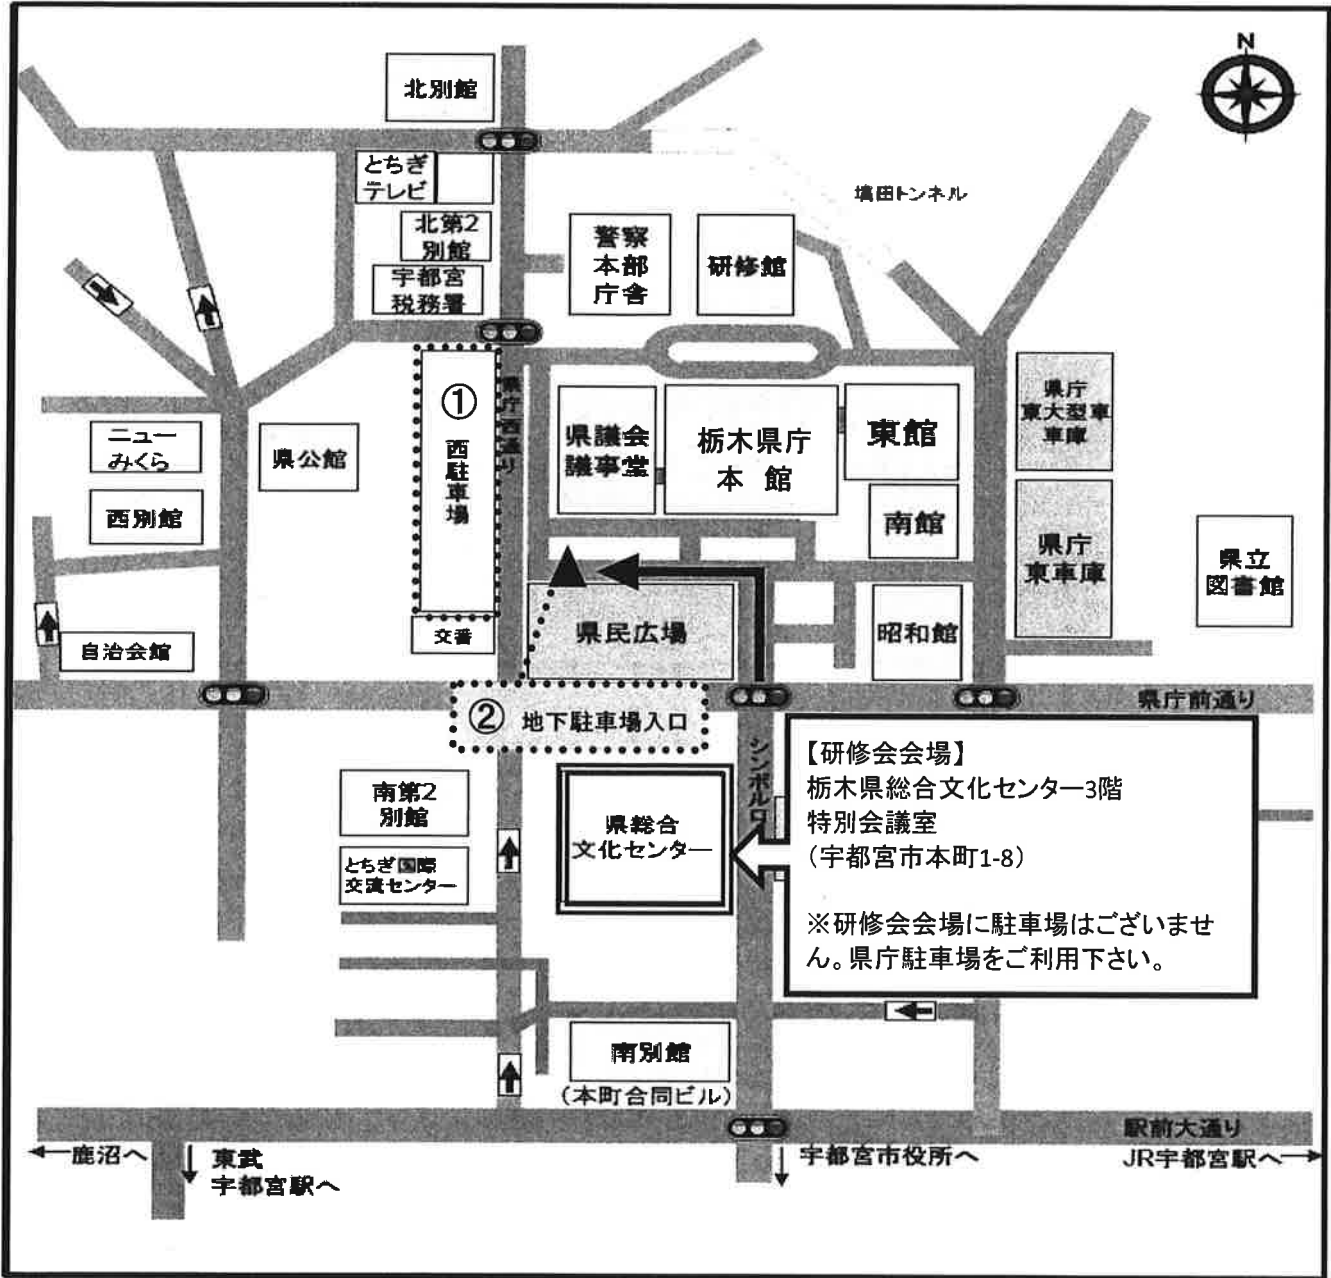 N
北別館
とちぎ
テレビ
塙田トンネル
北第2
別館
警察
本部
庁舎
研修館
宇都宮
税務署
①
西駐車場
県庁西通り
県議会
議事堂
栃木県庁
本 館
東館
県庁
東大型車
車庫
ニュー
みくら
県公館
西別館
南館
県庁
東車庫
県立
図書館
自治会館
交番
県民広場
昭和館
県庁前通り
② 地下駐車場入口
シンボルロ
【研修会会場】
栃木県総合文化センター3階
特別会議室
(宇都宮市本町1-8)
※研修会会場に駐車場はございませ
ん。県庁駐車場をご利用下さい。
南第2
別館
県総合
文化センター
とちぎ国際
交流センター
南別館
(本町合同ビル)
駅前大通り
鹿沼へ
東武
宇都宮駅へ
宇都宮市役所へ
JR宇都宮駅へ